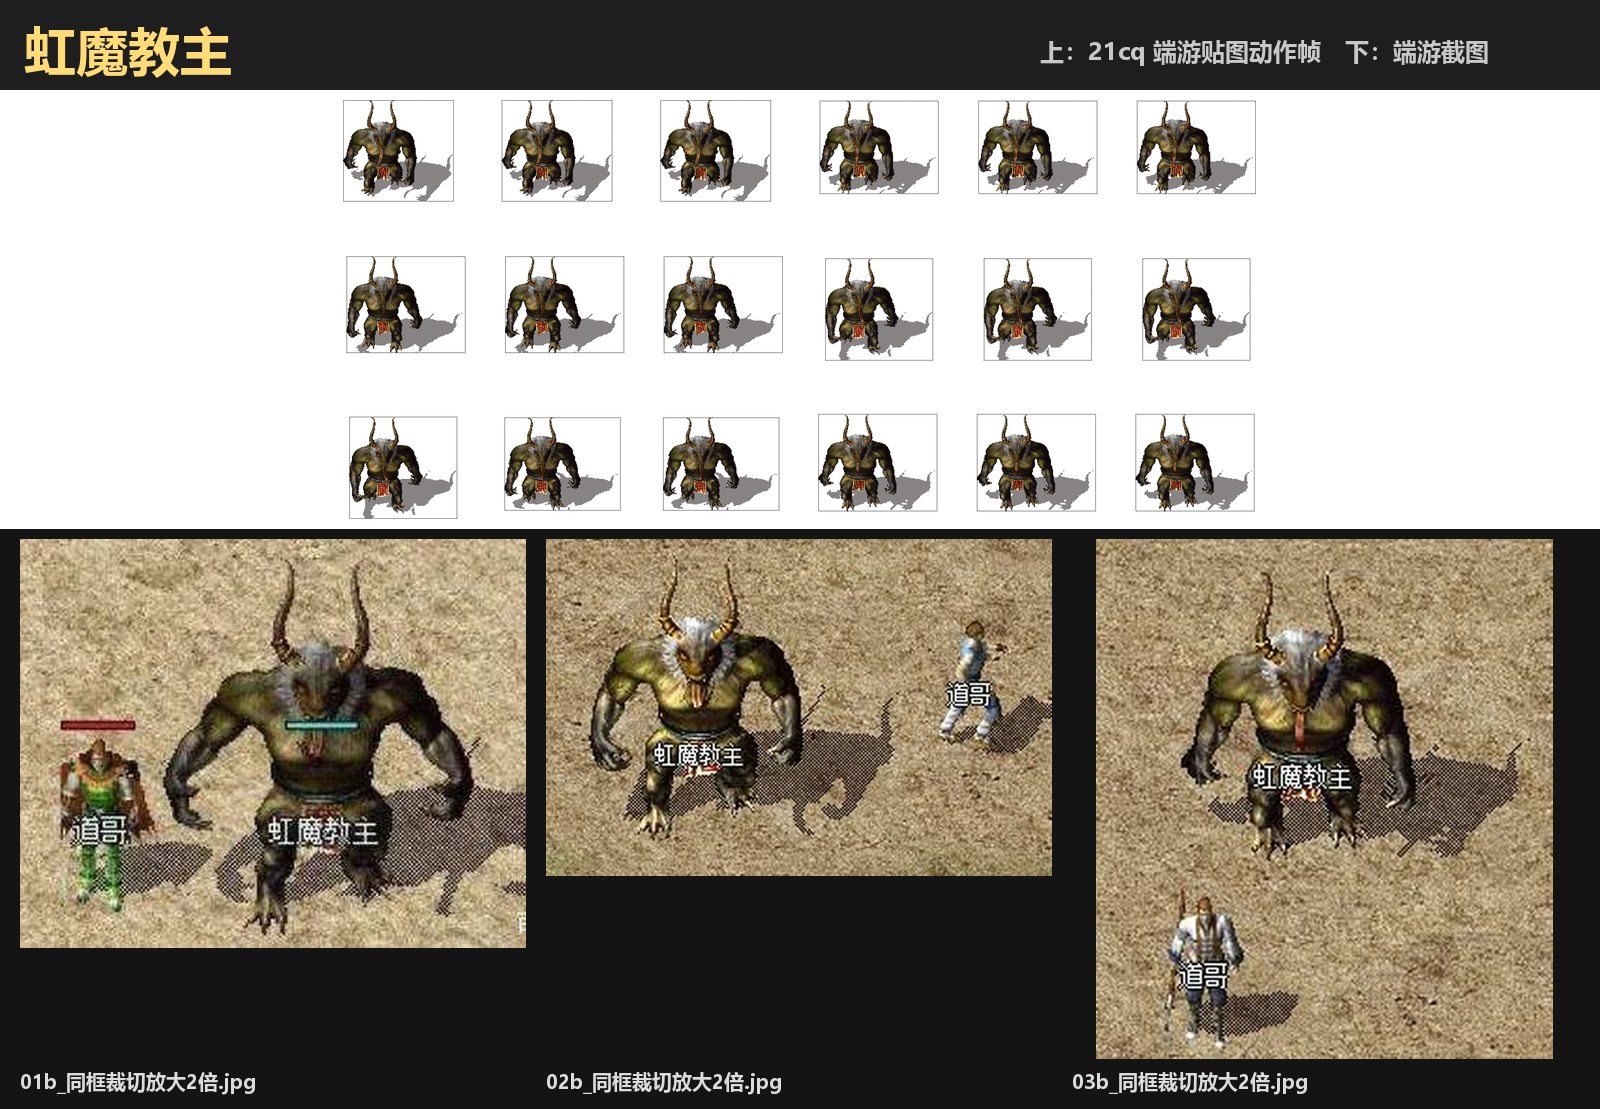 虹魔教主
上：21cq 端游贴图动作帧　下：端游截图
道哥
虹魔教主
虹魔教主
道哥
虹魔教主
道哥
01b_同框裁切放大2倍.jpg
02b_同框裁切放大2倍.jpg
03b_同框裁切放大2倍.jpg